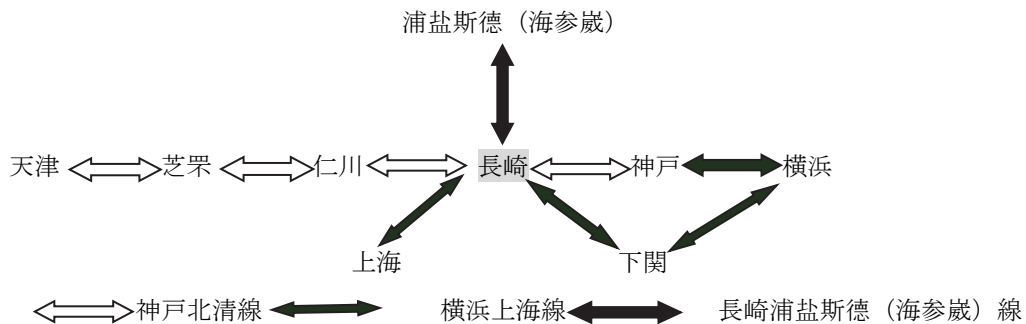 浦盐斯德（海参崴）
天津 芝罘 仁川 長崎 神戸 横浜
上海 下関
神戸北清線 横浜上海線 長崎浦盐斯德（海参崴）線